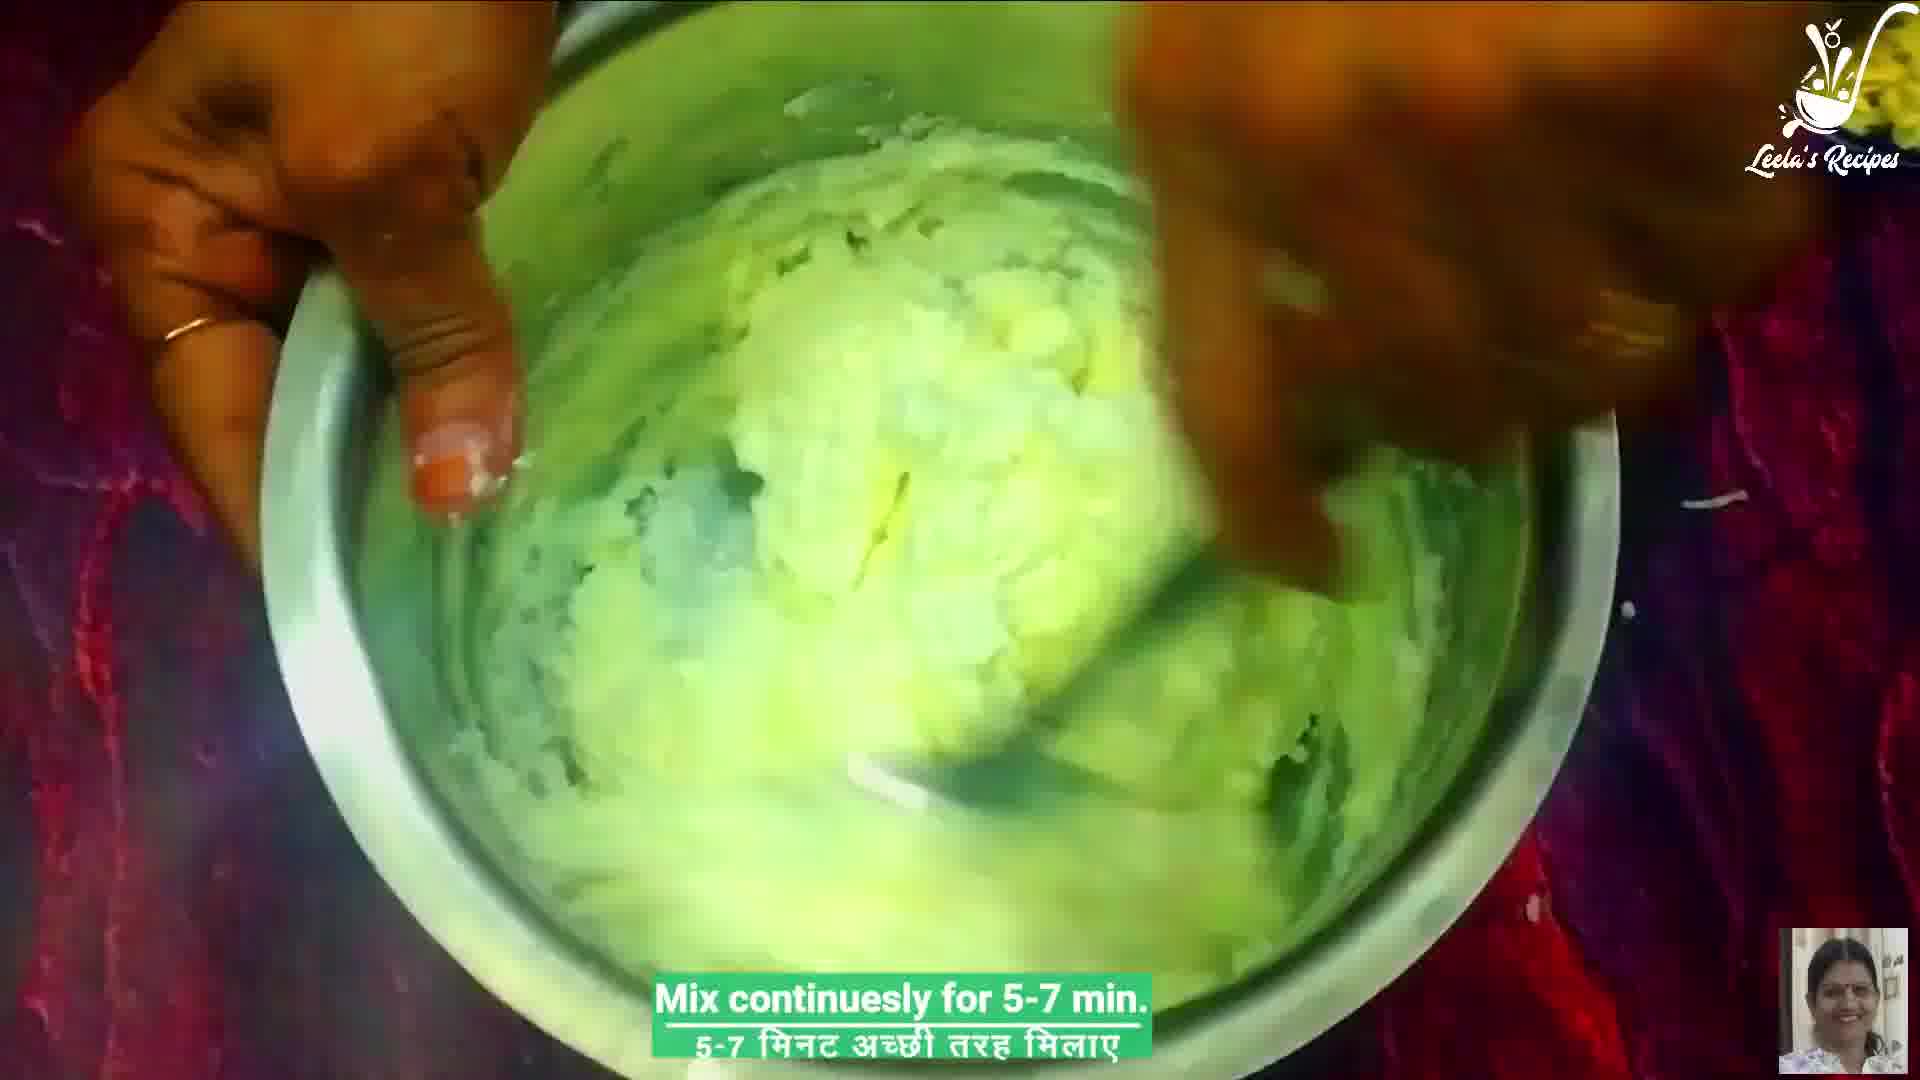 Leela's Recipes
Mix continuesly for 5-7 min.
5-7 मिनट अच्छी तरह मिलाए